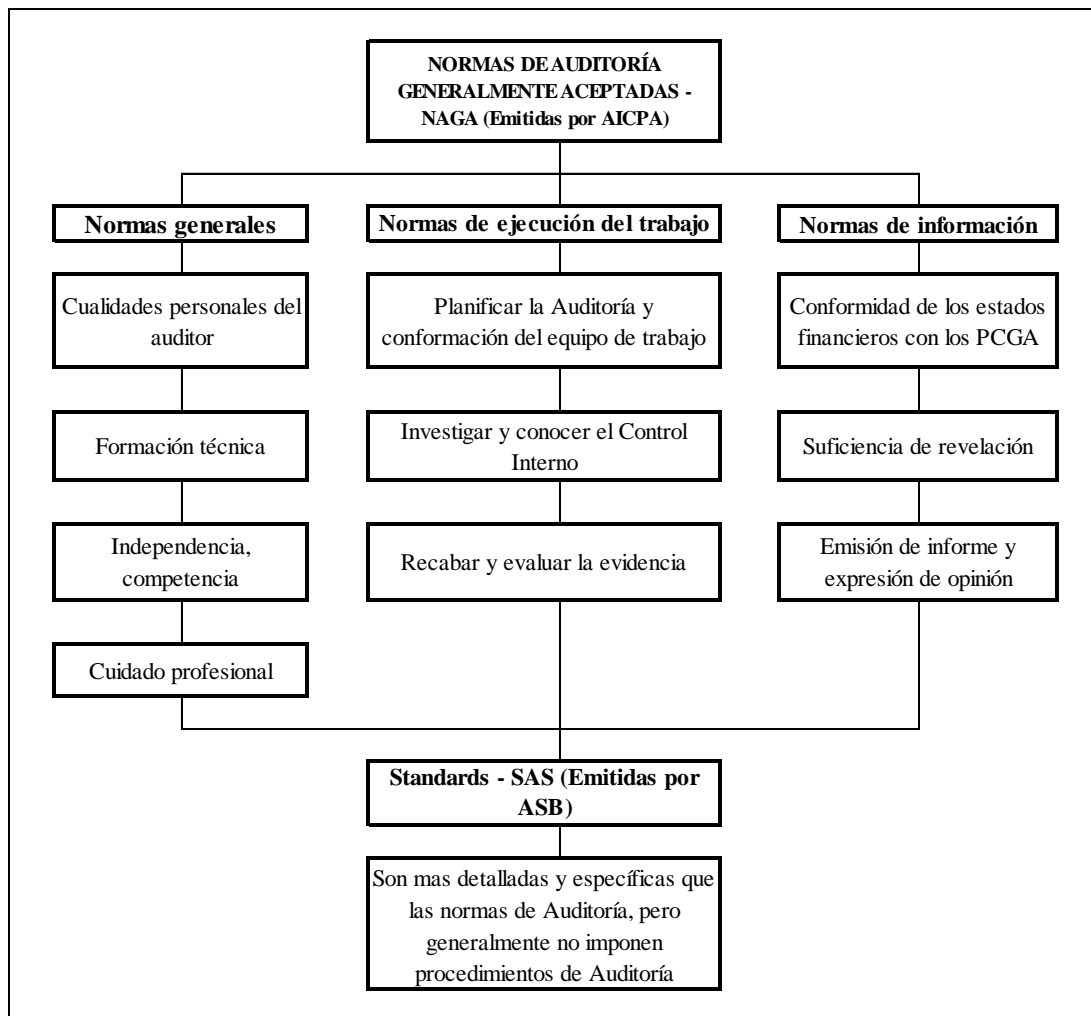 NORMAS DE AUDITORÍA
GENERALMENTE ACEPTADAS -
NAGA (Emitidas por AICPA)
Normas generales
Cualidades personales del
auditor
Formación técnica
Independencia,
competencia
Cuidado profesional
Normas de ejecución del trabajo
Planificar la Auditoría y
conformación del equipo de trabajo
Investigar y conocer el Control
Interno
Recabar y evaluar la evidencia
Normas de información
Conformidad de los estados
financieros con los PCGA
Suficiencia de revelación
Emisión de informe y
expresión de opinión
Standards - SAS (Emitidas por
ASB)
Son mas detalladas y específicas que
las normas de Auditoría, pero
generalmente no imponen
procedimientos de Auditoría